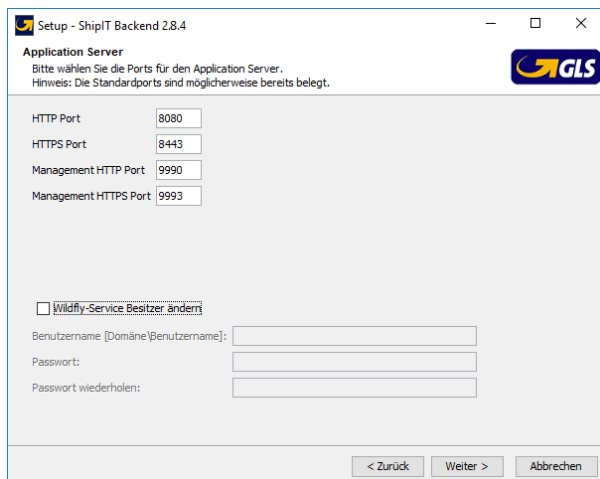 Setup - ShipIT Backend 2.8.4
Application Server
Bitte wählen Sie die Ports für den Application Server.
Hinweis: Die Standardports sind möglicherweise bereits belegt.
GLS
HTTP Port 8080
HTTPS Port 8443
Management HTTP Port 9990
Management HTTPS Port 9993
Wildfly-Service Besitzer ändern
Benutzername [Domäne\Benutzername]:
Passwort:
Passwort wiederholen:
< Zurück Weiter > Abbrechen